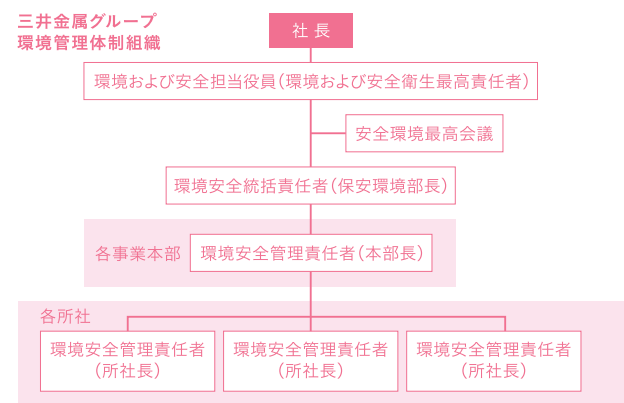 三井金属グループ
環境管理体制組織
社長
環境および安全担当役員（環境および安全衛生最高責任者）
安全環境最高会議
環境安全統括責任者（保安環境部長）
各事業本部
環境安全管理責任者（本部長）
各所社
環境安全管理責任者
（所社長）
環境安全管理責任者
（所社長）
環境安全管理責任者
（所社長）